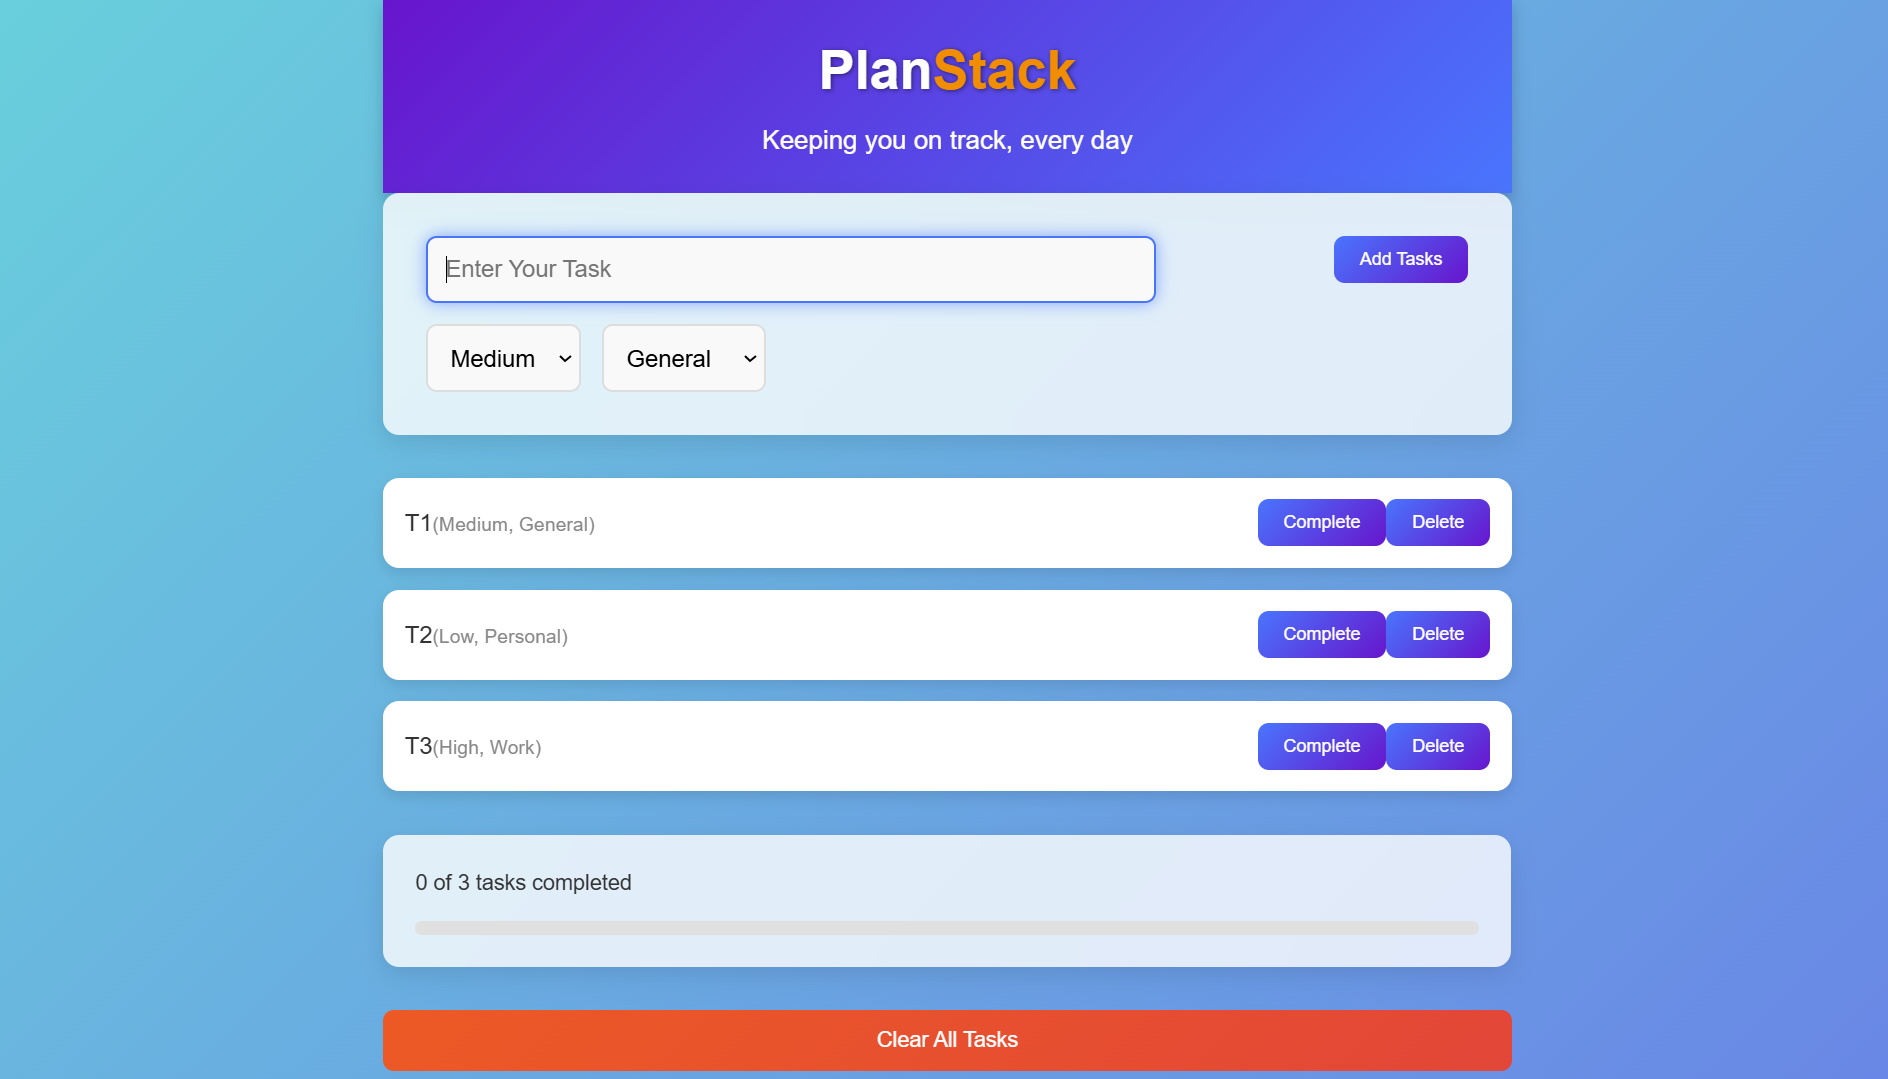 PlanStack
Keeping you on track, every day
Enter Your Task
Add Tasks
Medium
General
T1(Medium, General)
Complete
Delete
T2(Low, Personal)
Complete
Delete
T3(High, Work)
Complete
Delete
0 of 3 tasks completed
Clear All Tasks